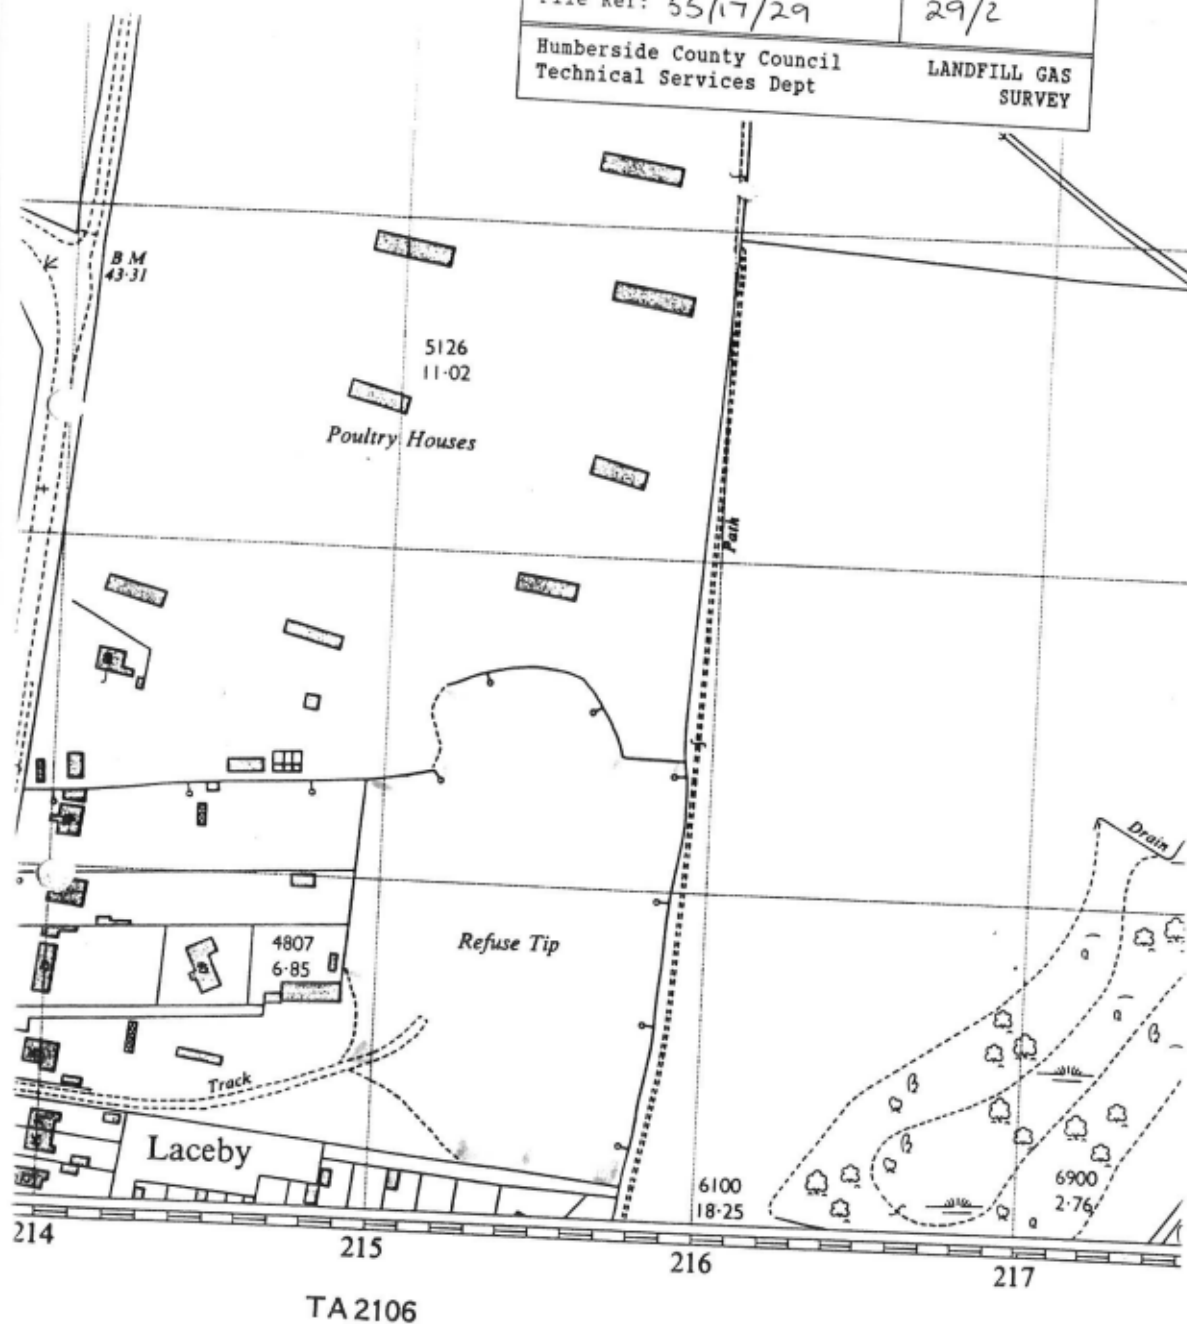 File Ref: 55/17/29
29/2
Humberside County Council
Technical Services Dept
LANDFILL GAS
SURVEY
B M
43·31
5126
11·02
Poultry Houses
Path
Drain
Refuse Tip
4807
6·85
Track
Laceby
6100
18·25
6900
2·76
214
215
216
217
TA 2106